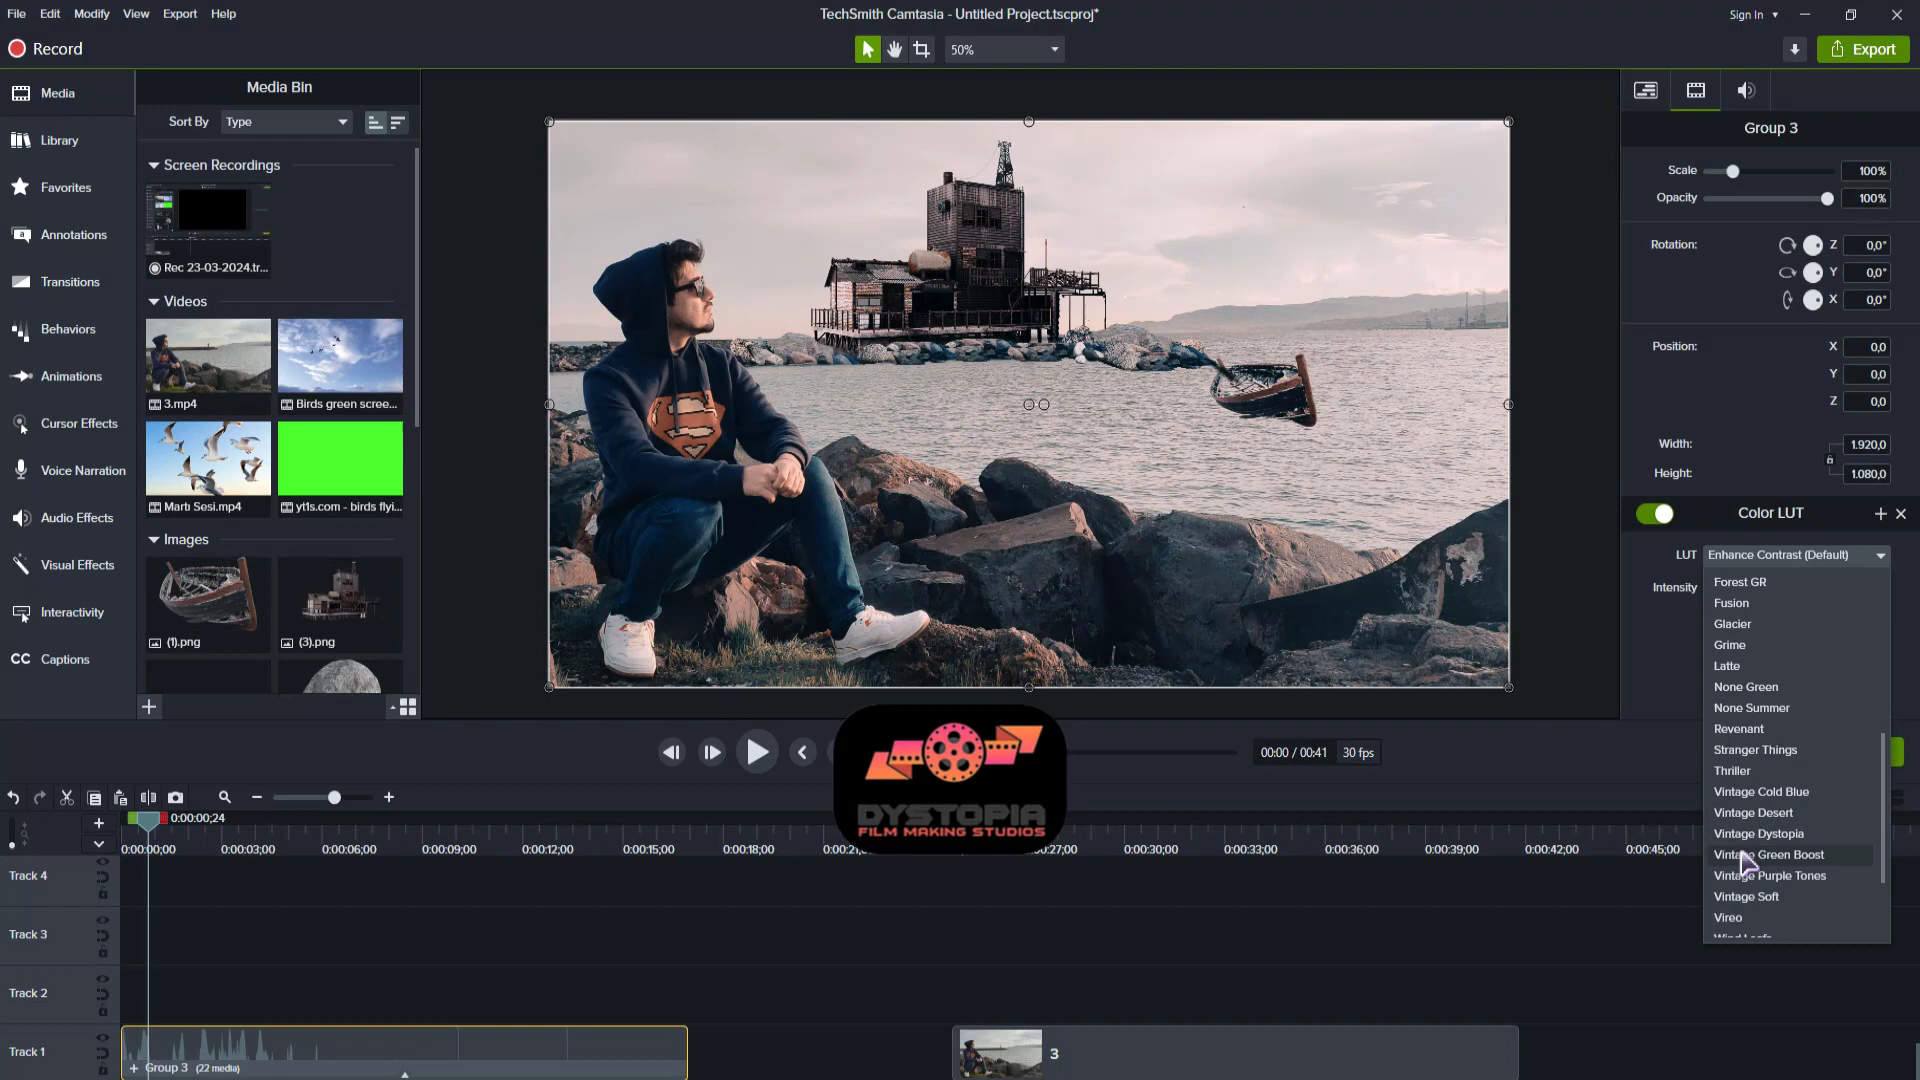 File Edit Modify View Export Help
TechSmith Camtasia - Untitled Project.tscproj*
Sign In
Record
50%
Export
Media
Library
Favorites
Annotations
Transitions
Behaviors
Animations
Cursor Effects
Voice Narration
Audio Effects
Visual Effects
Interactivity
CC Captions
Media Bin
Sort By Type
Screen Recordings
Rec 23-03-2024.tr...
Videos
3.mp4
Birds green scree...
Martı Sesi.mp4
yt1s.com - birds flyi...
Images
(1).png
(3).png
Group 3
Scale 100%
Opacity 100%
Rotation: Z 0,0°
Y 0,0°
X 0,0°
Position: X 0,0
Y 0,0
Z 0,0
Width: 1.920,0
Height: 1.080,0
Color LUT
LUT Enhance Contrast (Default)
Intensity
Forest GR
Fusion
Glacier
Grime
Latte
None Green
None Summer
Revenant
Stranger Things
Thriller
Vintage Cold Blue
Vintage Desert
Vintage Dystopia
Vintage Green Boost
Vintage Purple Tones
Vintage Soft
Vireo
DYSTOPIA
FILM MAKING STUDIOS
00:00 / 00:41 30 fps
0:00:00;24
0:00:00;00 0:00:03;00 0:00:06;00 0:00:09;00 0:00:12;00 0:00:15;00 0:00:18;00 0:00:21 27;00 0:00:30;00 0:00:33;00 0:00:36;00 0:00:39;00 0:00:42;00 0:00:45;00
Track 4
Track 3
Track 2
Track 1
+ Group 3 (22 media)
3